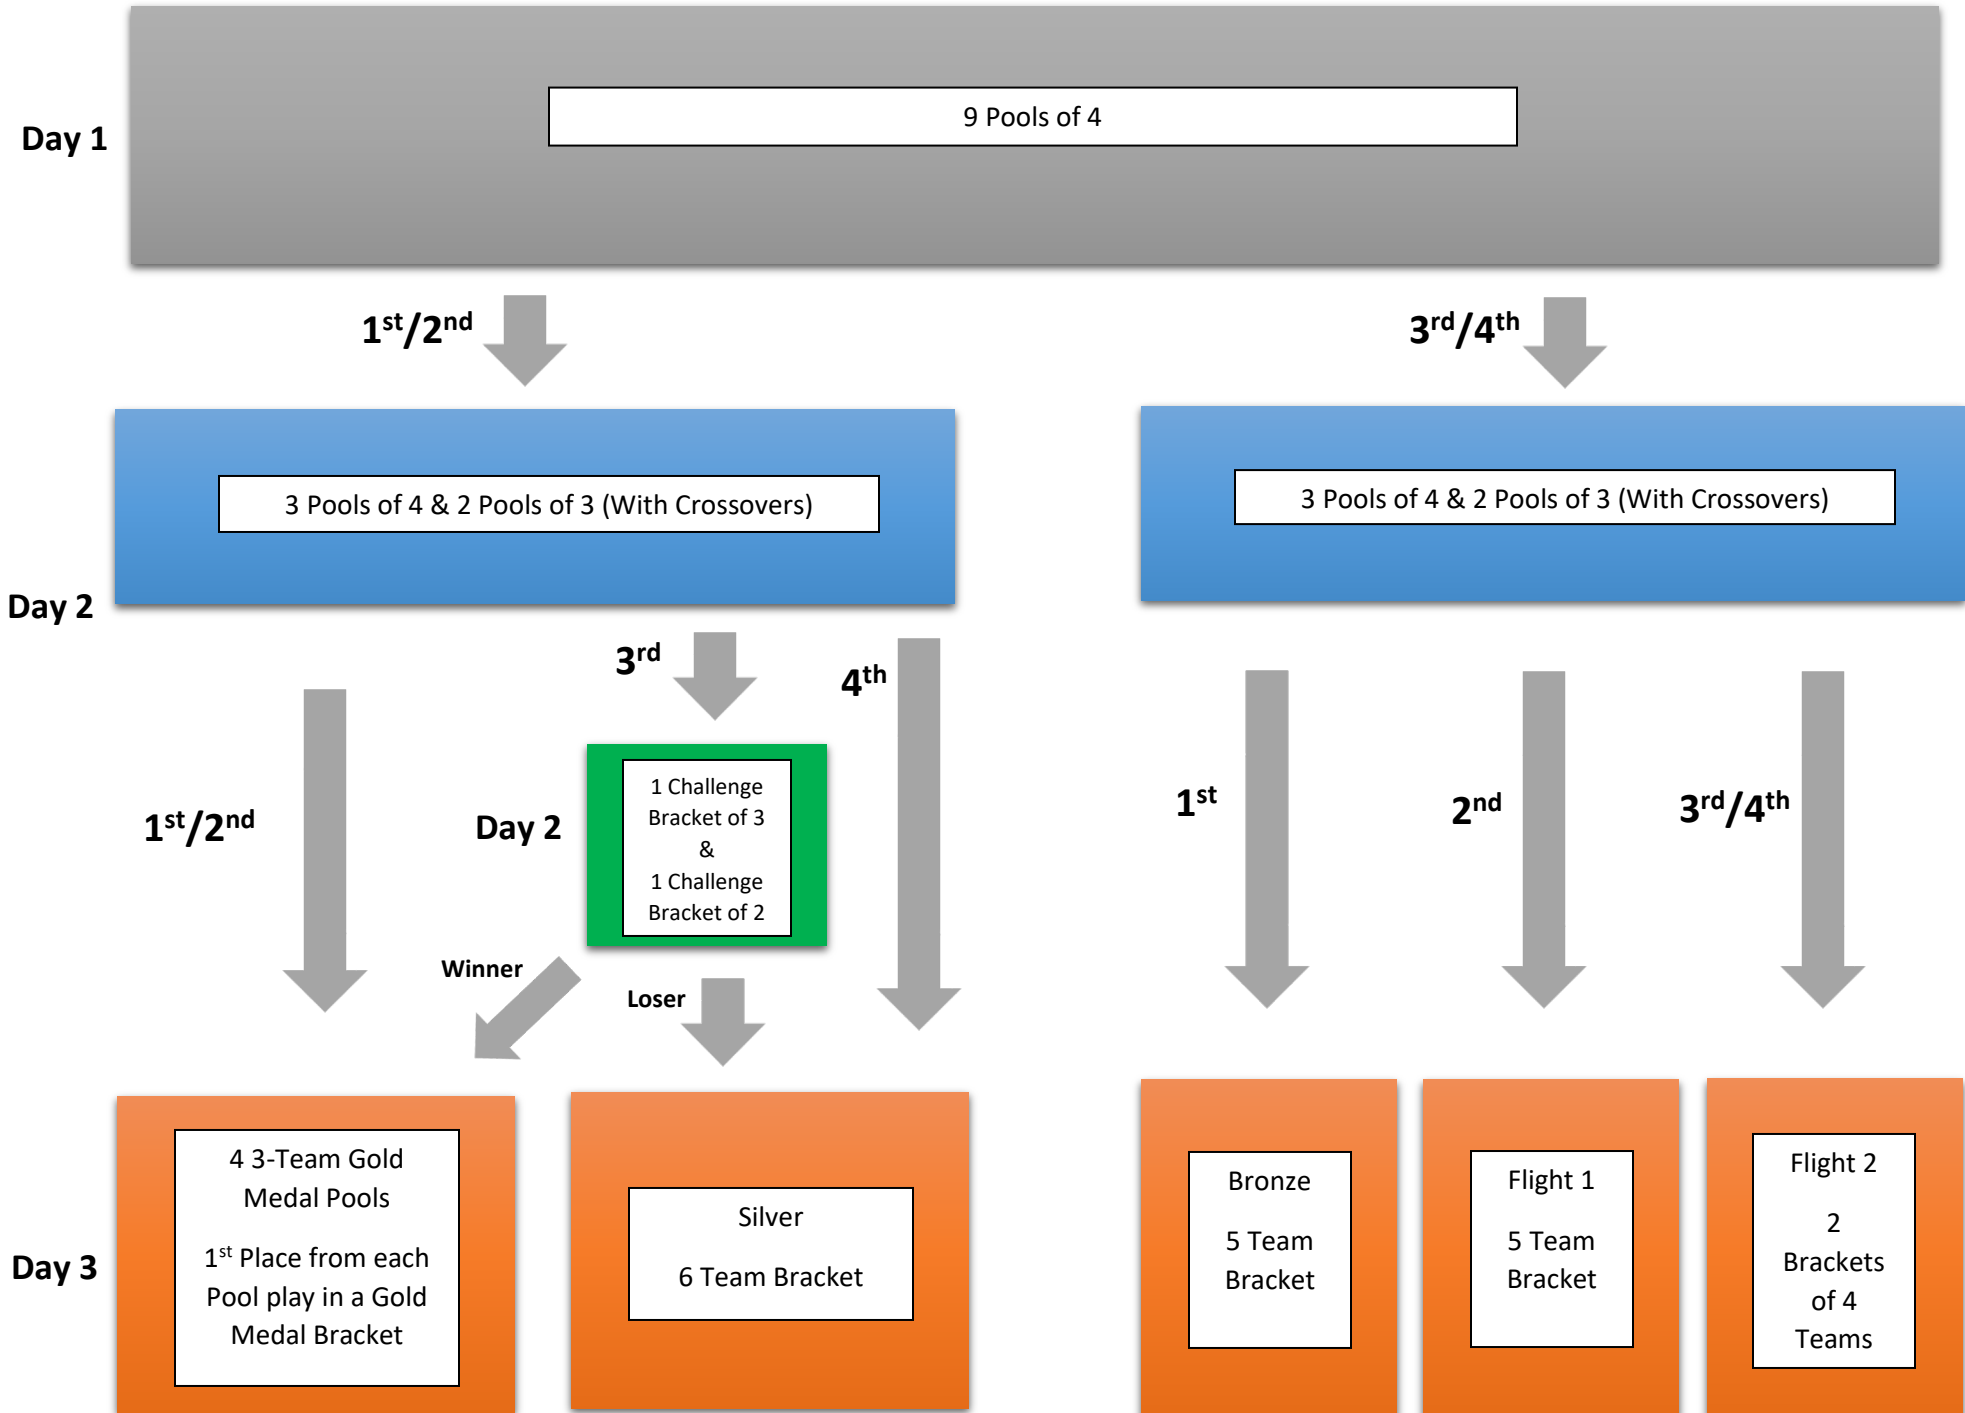 Day 1
9 Pools of 4
1st/2nd
3rd/4th
3 Pools of 4 & 2 Pools of 3 (With Crossovers)
3 Pools of 4 & 2 Pools of 3 (With Crossovers)
Day 2
1st/2nd
3rd
4th
Day 2
1 Challenge
Bracket of 3
&
1 Challenge
Bracket of 2
1st
2nd
3rd/4th
Winner
Loser
Day 3
4 3-Team Gold
Medal Pools
1st Place from each
Pool play in a Gold
Medal Bracket
Silver
6 Team Bracket
Bronze
5 Team
Bracket
Flight 1
5 Team
Bracket
Flight 2
2
Brackets
of 4
Teams